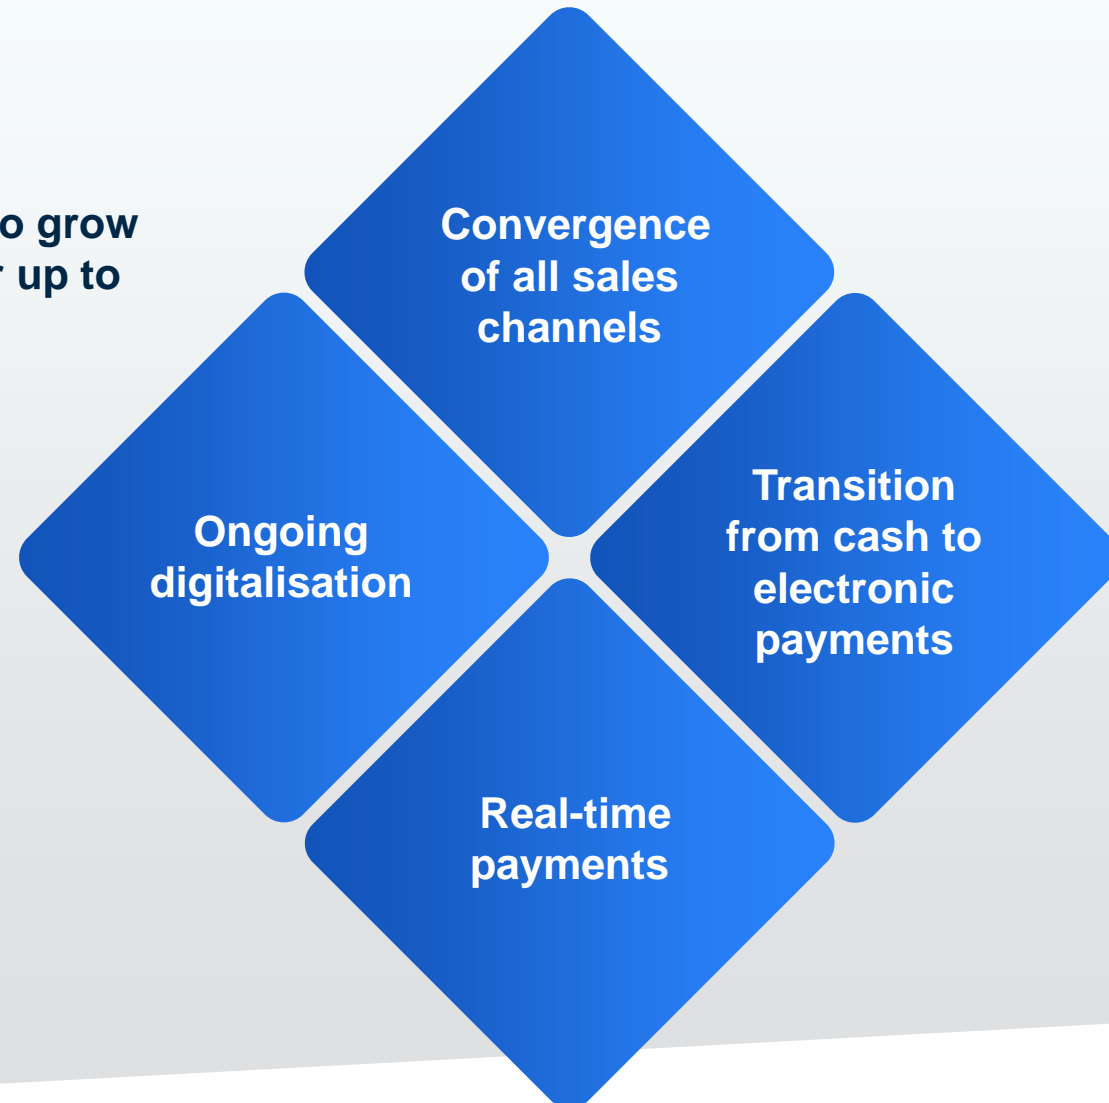 o grow
up to
Convergence
of all sales
channels
Transition
from cash to
electronic
payments
Ongoing
digitalisation
Real-time
payments